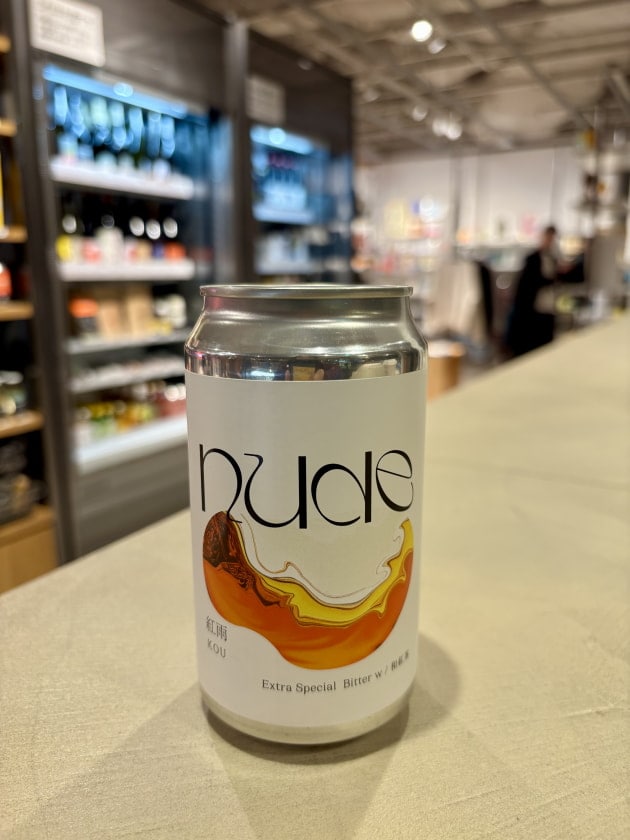 nude
紅雨
KOU
Extra Special Bitter w / 和紅茶